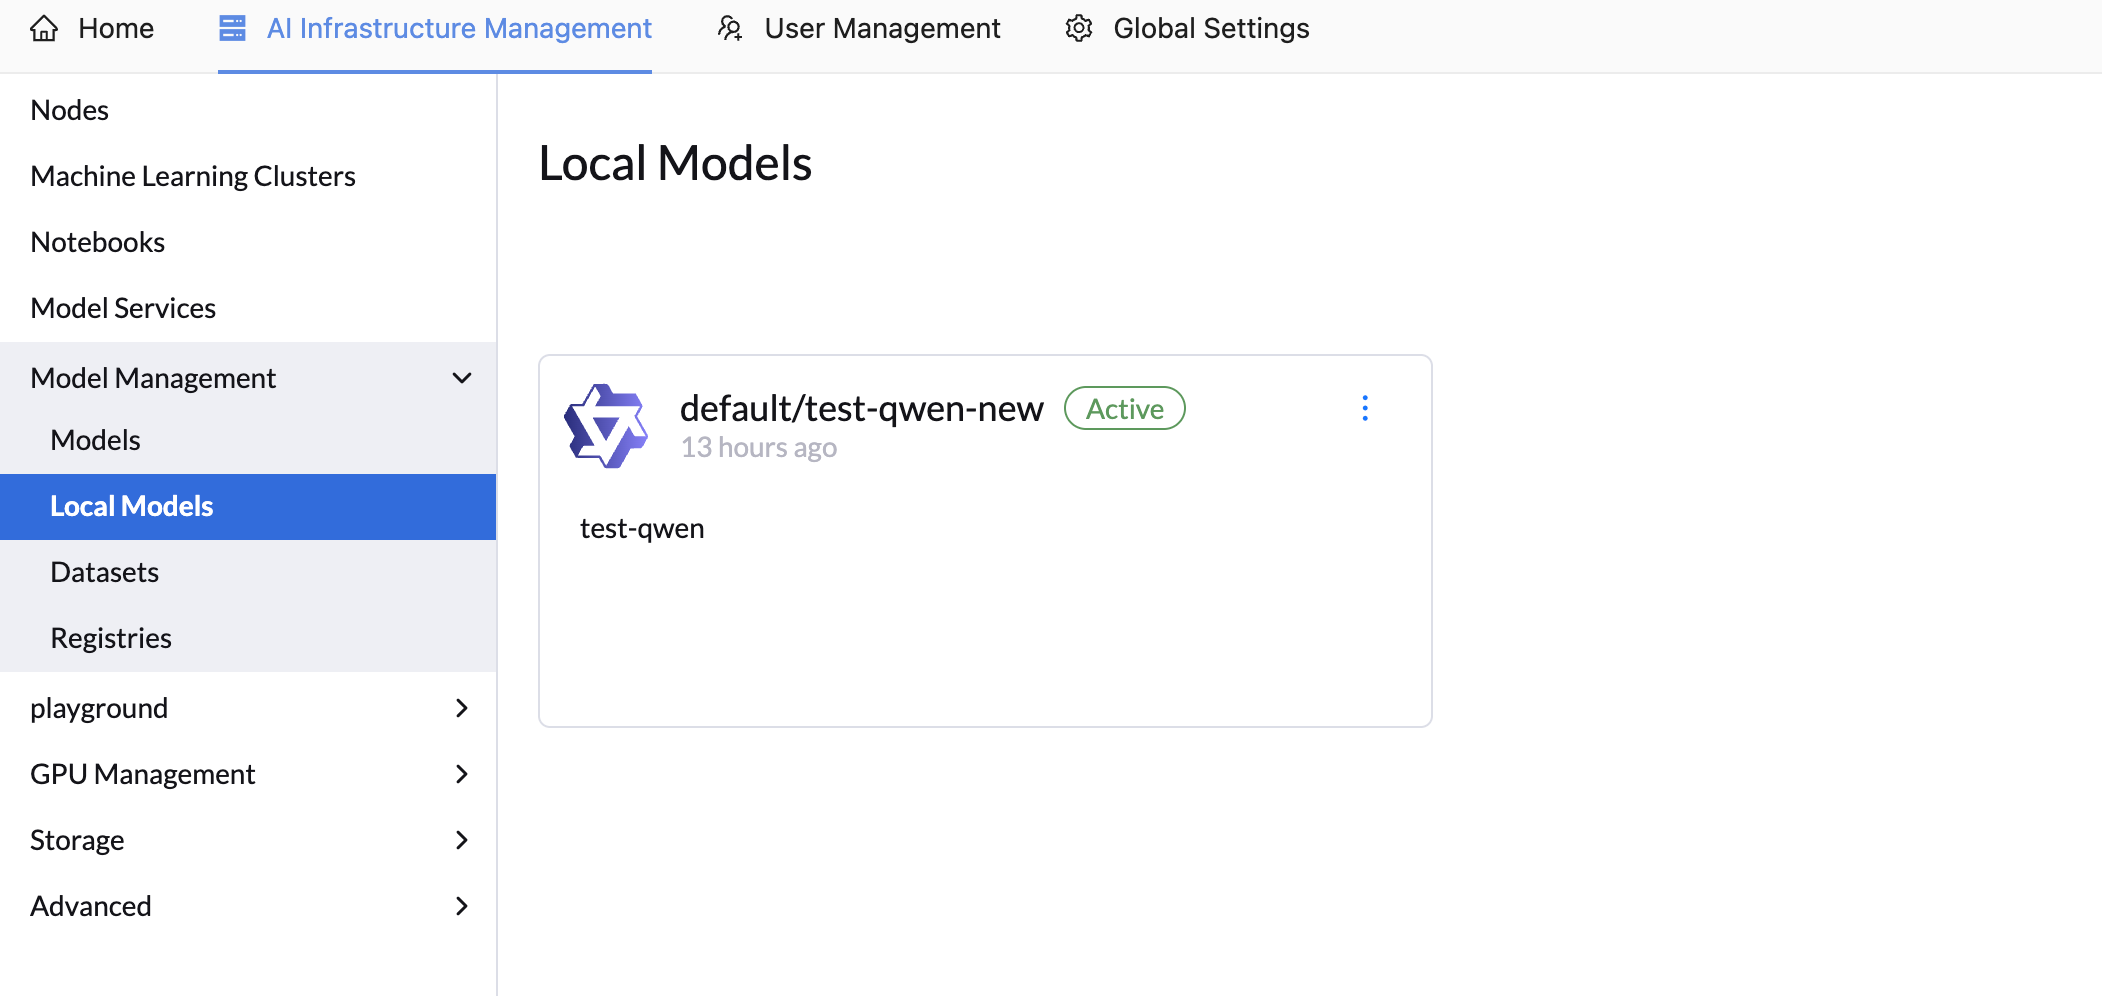 Home
AI Infrastructure Management
User Management
Global Settings
Nodes
Machine Learning Clusters
Notebooks
Model Services
Model Management
Models
Local Models
Datasets
Registries
playground
GPU Management
Storage
Advanced
Local Models
default/test-qwen-new
Active
13 hours ago
test-qwen